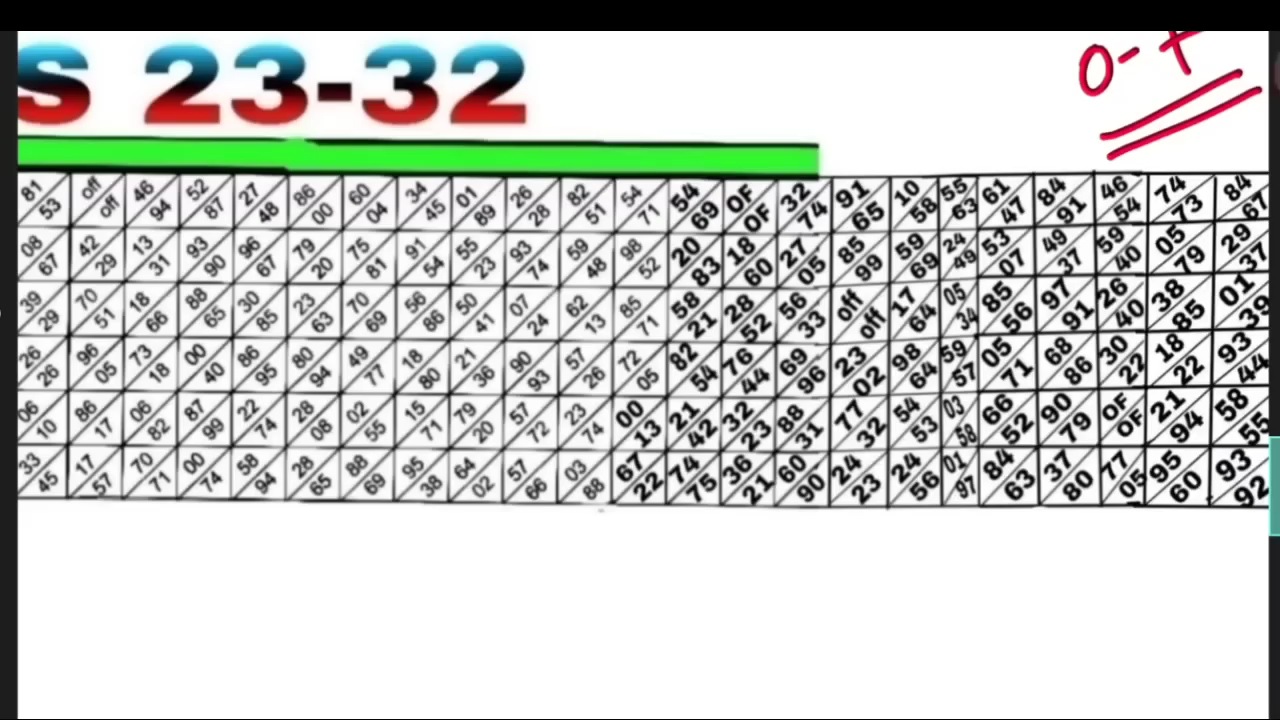 S 23-32
0-
81 53 off off 46 94 52 87 27 48 86 00 60 04 34 45 01 89 26 28 82 51 54 71 54 69 OF OF 32 74 91 65 10 58 55 63 61 47 84 91 46 54 74 73 84 67
08 67 42 29 13 31 93 90 96 67 79 20 75 81 91 54 55 23 93 74 59 48 98 52 20 83 18 60 27 05 85 99 59 69 24 49 53 07 49 37 59 40 05 79 29 37
39 29 70 51 18 66 88 65 30 85 23 63 70 69 56 86 50 41 07 24 62 13 85 71 58 21 28 52 56 33 off off 17 64 05 34 85 56 97 91 26 40 38 85 01 39
26 26 96 05 73 18 00 40 86 95 80 94 49 77 18 80 21 36 90 93 57 26 72 05 82 54 76 44 69 96 23 02 98 64 59 57 05 71 68 86 30 22 18 22 93 44
06 10 86 17 06 82 87 99 22 74 28 08 02 55 15 71 79 20 57 72 23 74 00 13 21 42 32 23 88 31 77 32 54 53 03 58 66 52 90 79 OF OF 21 94 58 55
33 45 17 57 70 71 00 74 58 94 28 65 88 69 95 38 64 02 57 66 03 88 67 22 74 75 36 21 60 90 24 23 24 56 01 97 84 63 37 80 77 05 95 60 93 92